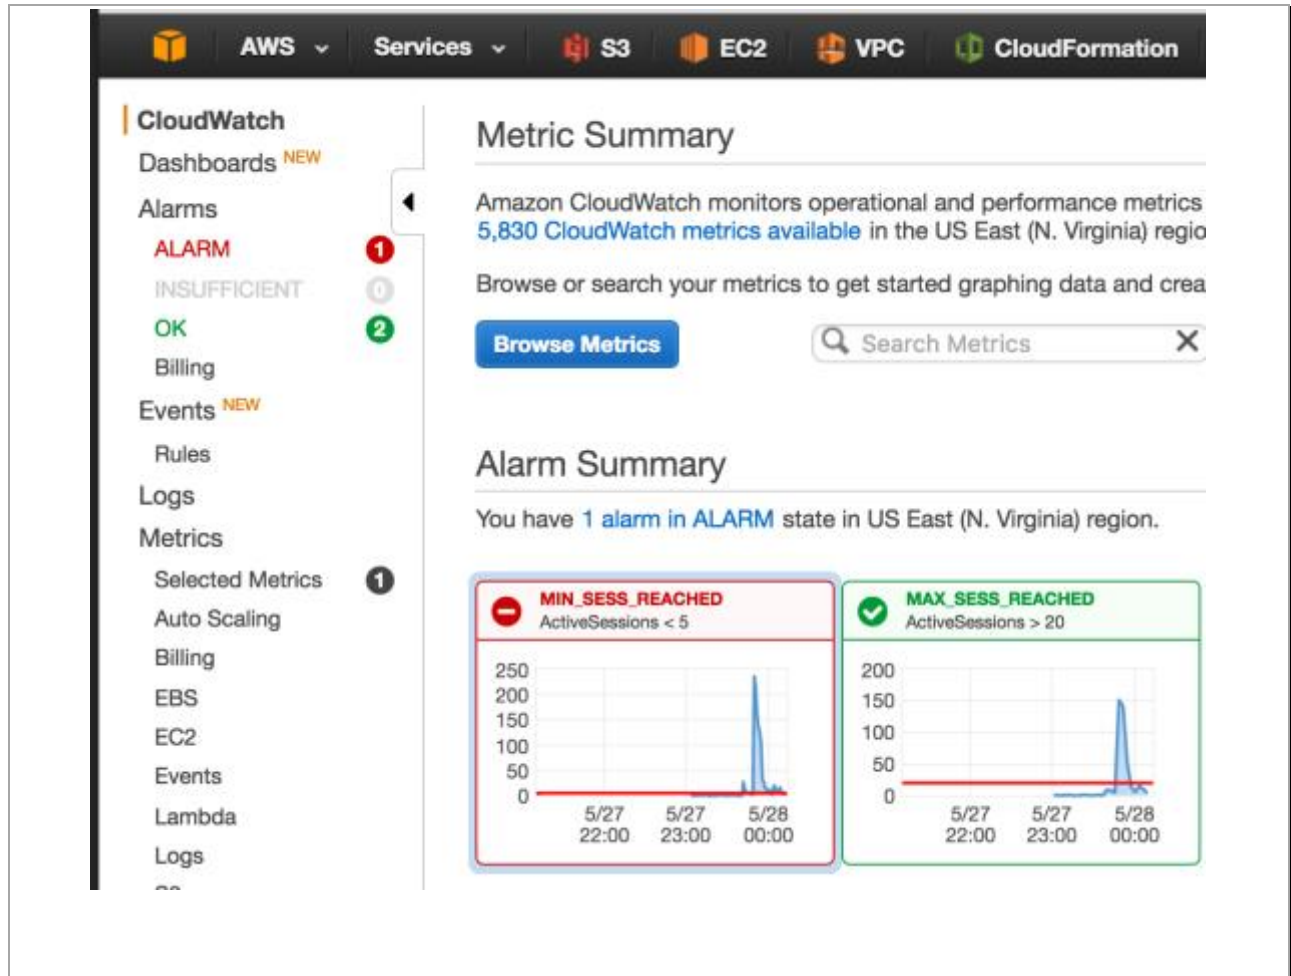 AWS Services S3 EC2 VPC CloudFormation
CloudWatch
Dashboards NEW
Alarms
ALARM 1
INSUFFICIENT 0
OK 2
Billing
Events NEW
Rules
Logs
Metrics
Selected Metrics 1
Auto Scaling
Billing
EBS
EC2
Events
Lambda
Logs
Metric Summary
Amazon CloudWatch monitors operational and performance metrics
5,830 CloudWatch metrics available in the US East (N. Virginia) regio
Browse or search your metrics to get started graphing data and crea
Browse Metrics
Search Metrics
Alarm Summary
You have 1 alarm in ALARM state in US East (N. Virginia) region.
MIN_SESS_REACHED
ActiveSessions < 5
250
200
150
100
50
0
5/27 5/27 5/28
22:00 23:00 00:00
MAX_SESS_REACHED
ActiveSessions > 20
200
150
100
50
0
5/27 5/27 5/28
22:00 23:00 00:00